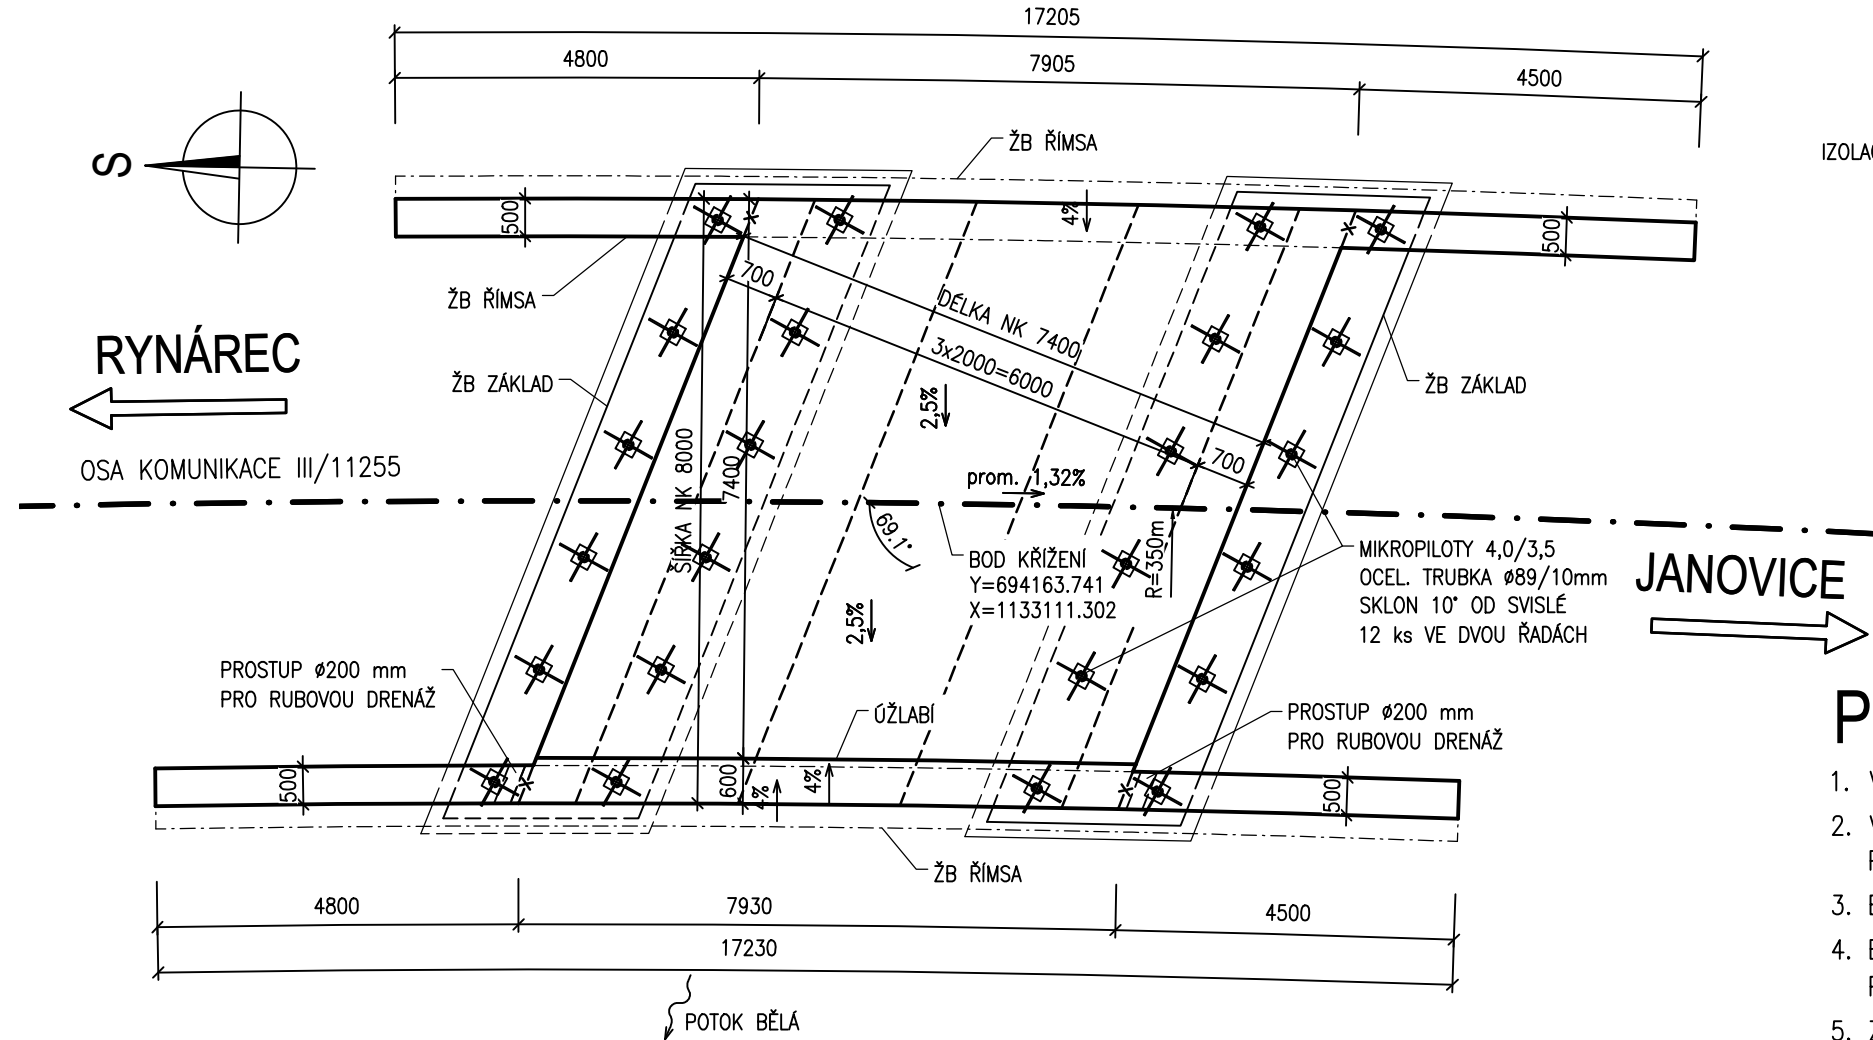 17205
4800
7905
4500
ŽB ŘÍMSA
S
500
4%
500
ŽB ŘÍMSA
700
DÉLKA NK 7400
3x2000=6000
700
RYNÁREC
ŽB ZÁKLAD
ŽB ZÁKLAD
2,5%
OSA KOMUNIKACE III/11255
ŠÍŘKA NK 8000
7400
prom. 1,32%
69.1°
BOD KŘÍŽENÍ
Y=694163.741
X=1133111.302
R=350m
MIKROPILOTY 4,0/3,5
OCEL. TRUBKA ø89/10mm
SKLON 10° OD SVISLÉ
12 ks VE DVOU ŘADÁCH
JANOVICE
2,5%
PROSTUP ø200 mm
PRO RUBOVOU DRENÁŽ
ÚŽLABÍ
PROSTUP ø200 mm
PRO RUBOVOU DRENÁŽ
500
600
4%
4%
500
ŽB ŘÍMSA
4800
7930
4500
17230
POTOK BĚLÁ
P
1.
2.
3.
4.
5.